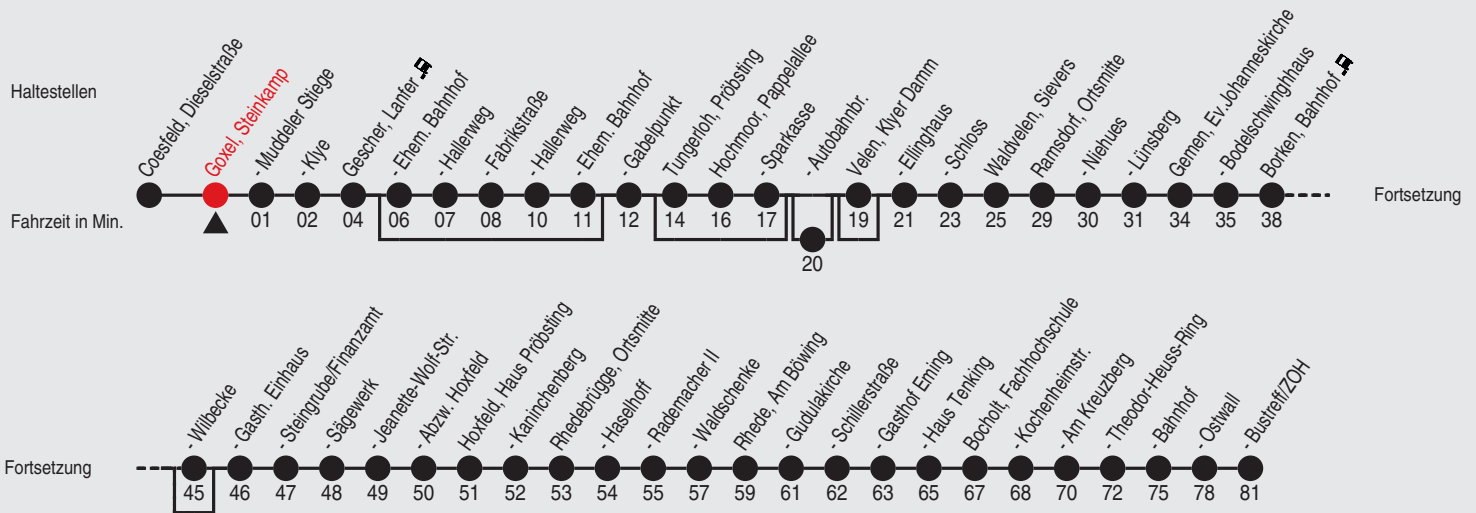 Haltestellen
Coesfeld, Dieselstraße
Goxel, Steinkamp
- Muddeler Stiege
- Klye
Gescher, Lanfer
- Ehem. Bahnhof
- Hallerweg
- Fabrikstraße
- Hallerweg
- Ehem. Bahnhof
- Gabelpunkt
Tungerloh, Pröbsting
Hochmoor, Pappelallee
- Sparkasse
- Autobahnbr.
Velen, Klyer Damm
- Ellinghaus
- Schloss
Waldvelen, Sievers
Ramsdorf, Ortsmitte
- Niehues
- Lünsberg
Gemen, Ev. Johanneskirche
- Bodelschwinghhaus
Borken, Bahnhof
Fortsetzung
Fahrzeit in Min.
01 02 04 06 07 08 10 11 12 14 16 17 19 21 23 25 29 30 31 34 35 38
20
Fortsetzung
- Wilbecke
- Gasth. Einhaus
- Steingrube/Finanzamt
- Sägewerk
- Jeanette-Wolf-Str.
- Abzw. Hoxfeld
Hoxfeld, Haus Pröbsting
- Kaninchenberg
Rhedebrügge, Ortsmitte
- Haselhoff
- Rademacher II
- Waldschenke
Rhede, Am Böwing
- Gudulakirche
- Schillerstraße
- Gasthof Eming
- Haus Tenking
Bocholt, Fachhochschule
- Kochenheimstr.
- Am Kreuzberg
- Theodor-Heuss-Ring
- Bahnhof
- Ostwall
- Bustreff/ZOH
45 46 47 48 49 50 51 52 53 54 55 57 59 61 62 63 65 67 68 70 72 75 78 81